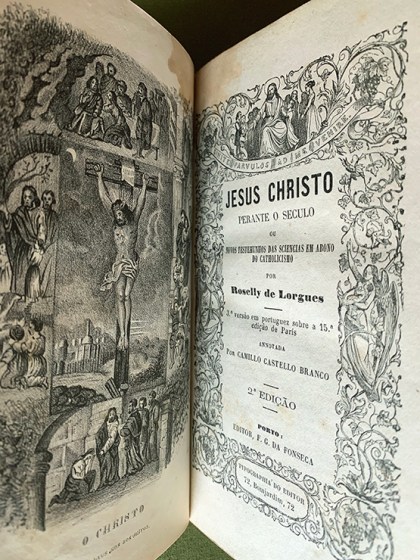 O CHRISTO
PARVULOS AD ME VENIRE
JESUS CHRISTO
PERANTE O SECULO
OU
NOVOS TESTEMUNHOS DAS SCIENCIAS EM ABONO
DO CATHOLICISMO
POR
Roselly de Lorgues
3.ª versão em portuguez sobre a 15.ª
edição de Paris
ANNOTADA
POR CAMILLO CASTELLO BRANCO
2.ª EDIÇÃO
PORTO:
EDITOR, F. G. DA FONSECA
TYPOGRAPHIA DO EDITOR
72, Bomjardim, 72